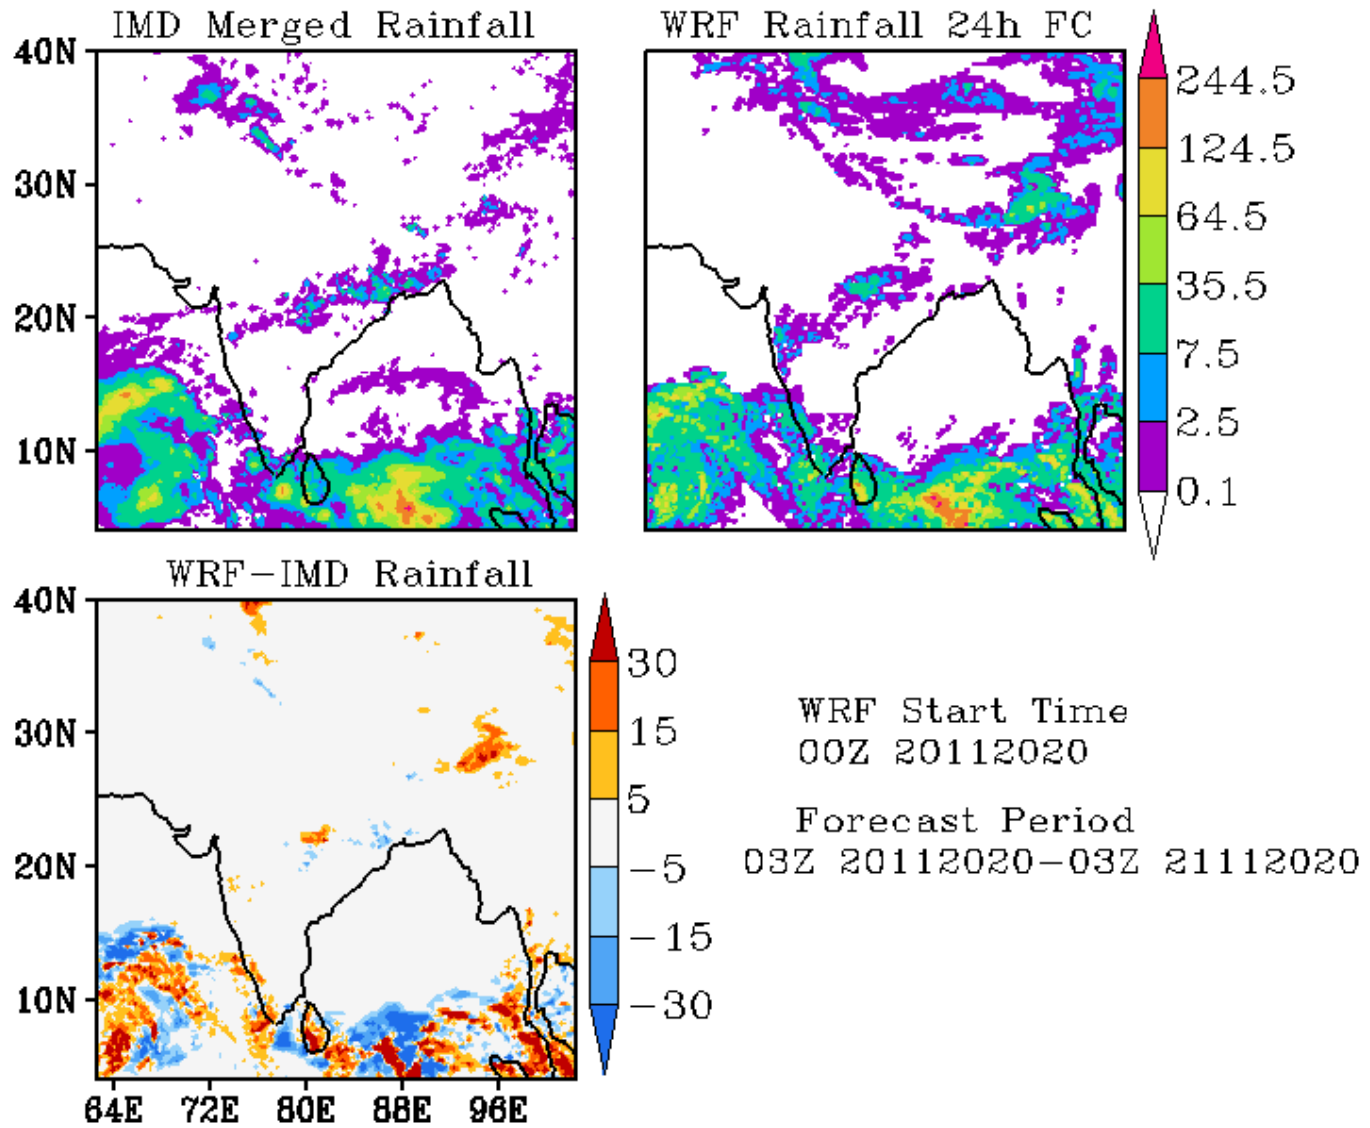 IMD Merged Rainfall
WRF Rainfall 24h FC
40N
30N
20N
10N
244.5
124.5
64.5
35.5
7.5
2.5
0.1
WRF-IMD Rainfall
40N
30N
20N
10N
64E 72E 80E 88E 96E
30
15
5
-5
-15
-30
WRF Start Time
00Z 20112020
Forecast Period
03Z 20112020-03Z 21112020